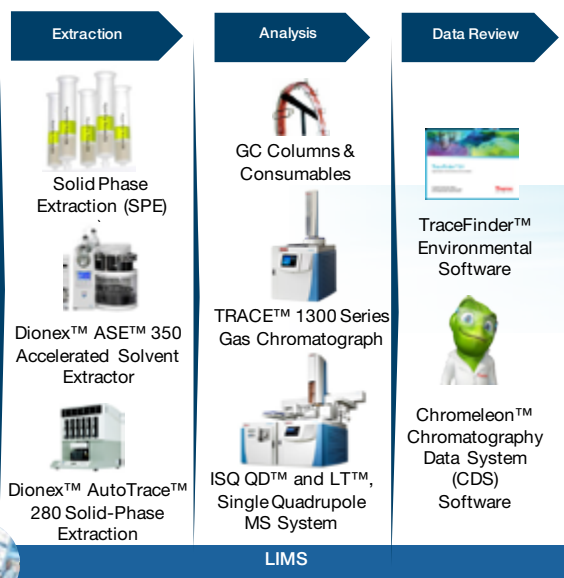 Extraction
Analysis
Data Review
Solid Phase
Extraction (SPE)
Dionex™ ASE™ 350
Accelerated Solvent
Extractor
Dionex™ AutoTrace™
280 Solid-Phase
Extraction
GC Columns &
Consumables
TRACE™ 1300 Series
Gas Chromatograph
ISQ QD™ and LT™,
Single Quadrupole
MS System
TraceFinder™
Environmental
Software
Chromeleon™
Chromatography
Data System
(CDS)
Software
LIMS